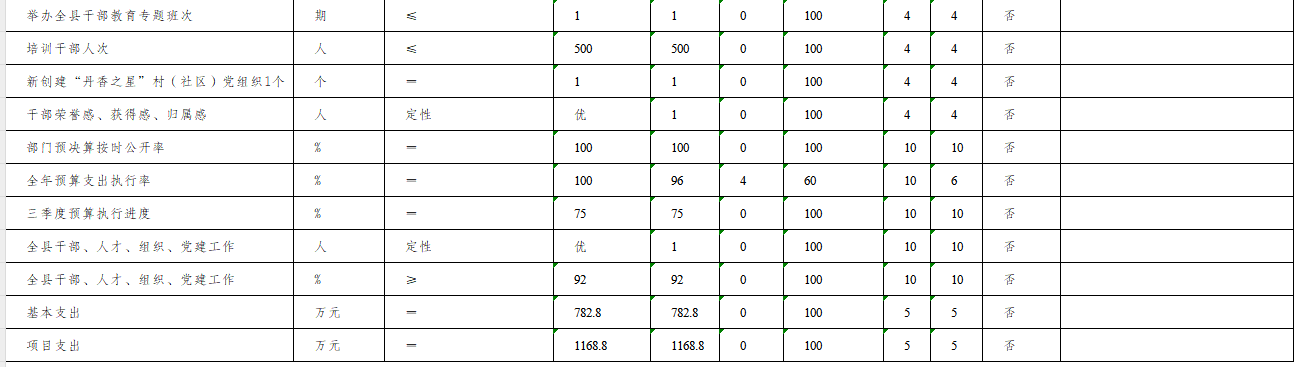 举办全县干部教育专题班次 期 ≤ 1 1 0 100 4 4 否
培训干部人次 人 ≤ 500 500 0 100 4 4 否
新创建“丹香之星”村（社区）党组织1个 个 ＝ 1 1 0 100 4 4 否
干部荣誉感、获得感、归属感 人 定性 优 1 0 100 4 4 否
部门预决算按时公开率 % ＝ 100 100 0 100 10 10 否
全年预算支出执行率 % ＝ 100 96 4 60 10 6 否
三季度预算执行进度 % ＝ 75 75 0 100 10 10 否
全县干部、人才、组织、党建工作 人 定性 优 1 0 100 10 10 否
全县干部、人才、组织、党建工作 % ≥ 92 92 0 100 10 10 否
基本支出 万元 ＝ 782.8 782.8 0 100 5 5 否
项目支出 万元 ＝ 1168.8 1168.8 0 100 5 5 否